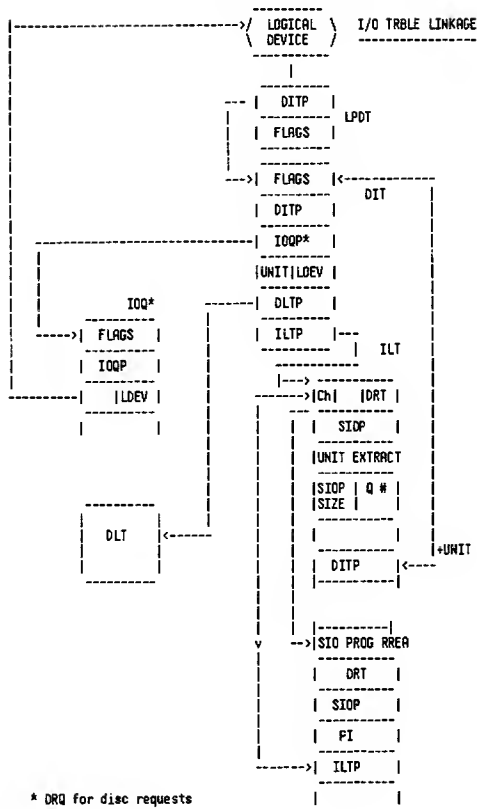 LOGICAL DEVICE
I/O TRBLE LINKAGE
DITP
LPDT
FLAGS
FLAGS
DIT
DITP
IOQP*
UNIT|LDEV
IOQ*
DLTP
FLAGS
ILTP
ILT
IOQP
|LDEV
Ch| |DRT
SIOP
UNIT EXTRACT
SIOP | Q #
SIZE
DLT
+UNIT
DITP
SIO PROG RREA
DRT
SIOP
PI
ILTP
* DRQ for disc requests